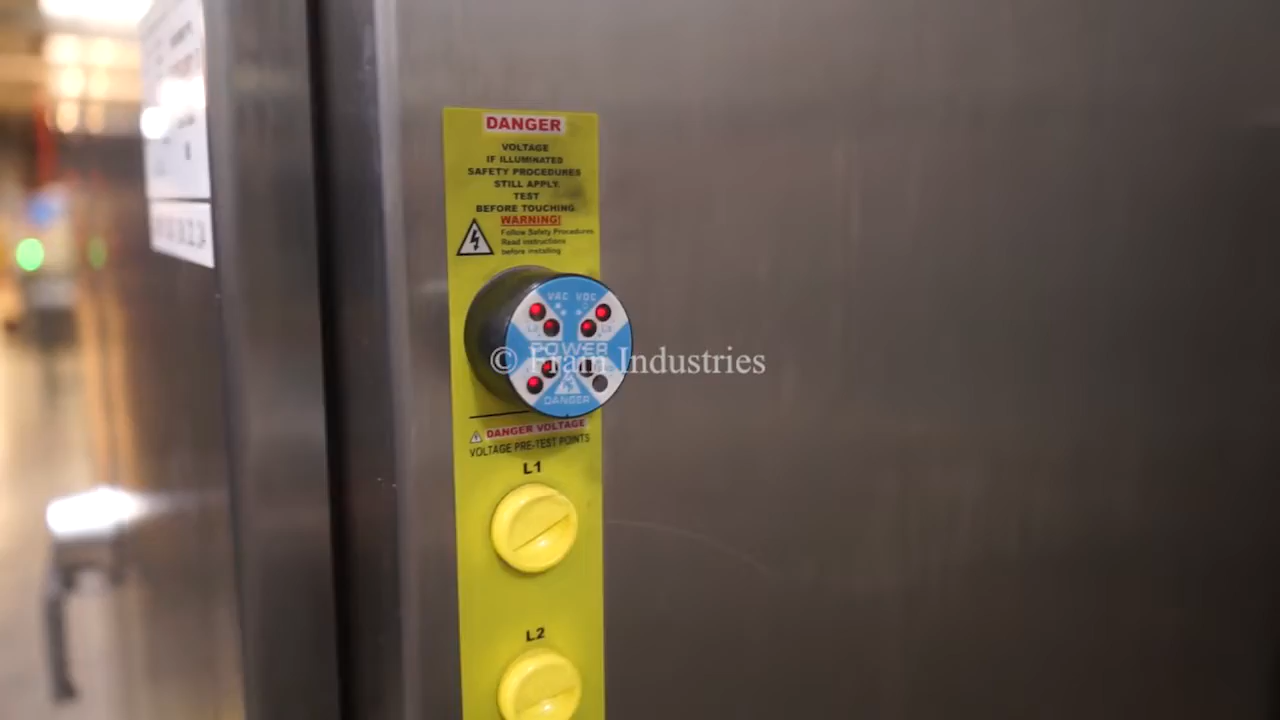 DANGER
VOLTAGE
IF ILLUMINATED
SAFETY PROCEDURES
STILL APPLY.
TEST
BEFORE TOUCHING.
WARNING!
Follow Safety Procedures
Read instructions
before installing
VAC VDC
POWER
© Fram Industries
DANGER
DANGER VOLTAGE
VOLTAGE PRE-TEST POINTS
L1
L2